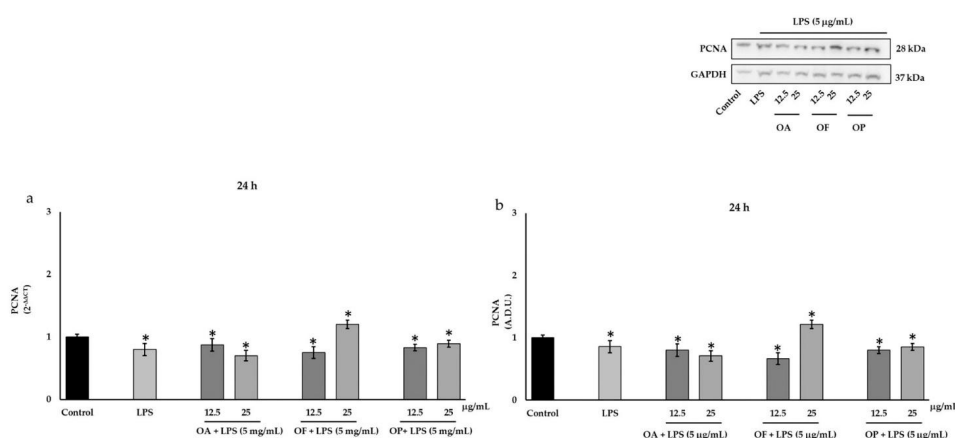 LPS (5 µg/mL)
PCNA
28 kDa
GAPDH
37 kDa
Control
LPS
12.5
25
12.5
25
12.5
25
OA
OF
OP
a
24 h
3
2
1
0
PCNA
(2-ΔΔCT)
*
*
*
*
*
*
*
Control
LPS
12.5
25
12.5
25
12.5
25
µg/mL
OA + LPS (5 mg/mL)
OF + LPS (5 mg/mL)
OP+ LPS (5 mg/mL)
b
24 h
3
2
1
0
PCNA
(A.D.U.)
*
*
*
*
*
*
*
Control
LPS
12.5
25
12.5
25
12.5
25
µg/mL
OA + LPS (5 µg/mL)
OF + LPS (5 µg/mL)
OP + LPS (5 µg/mL)